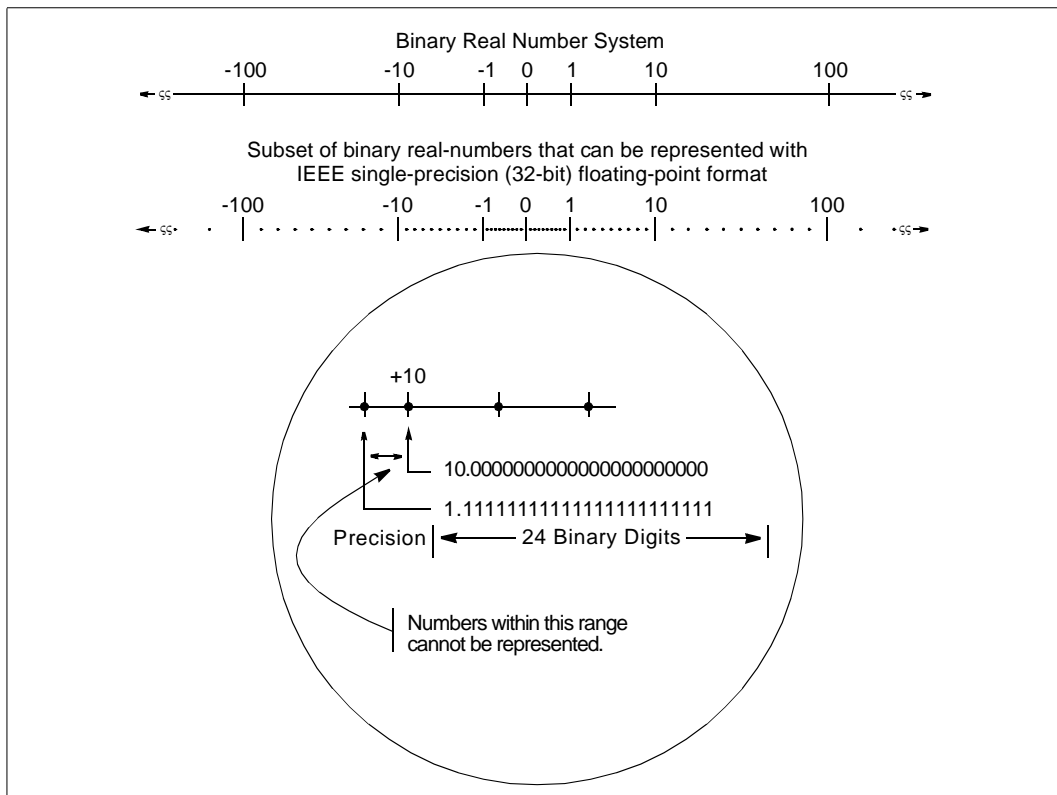 Binary Real Number System
-100 -10 -1 0 1 10 100
Subset of binary real-numbers that can be represented with
IEEE single-precision (32-bit) floating-point format
-100 -10 -1 0 1 10 100
+10
10.0000000000000000000000
1.11111111111111111111111
Precision 24 Binary Digits
Numbers within this range
cannot be represented.